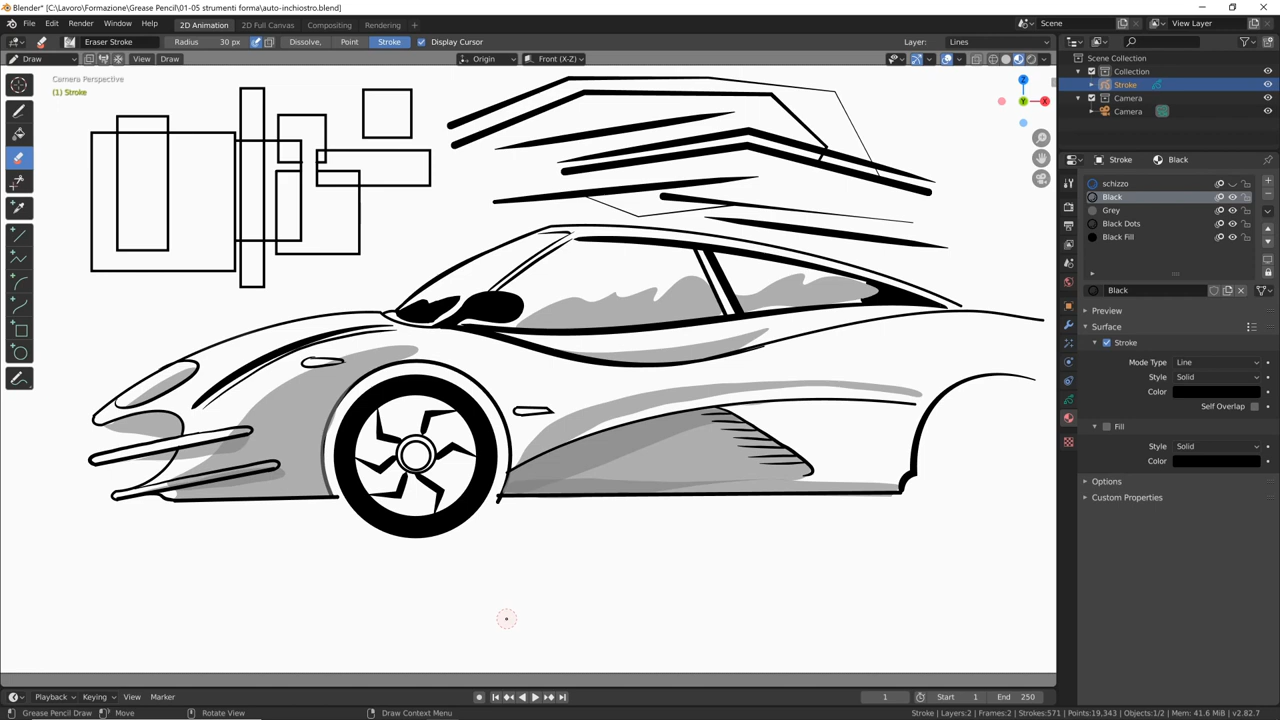 Blender* [C:\Lavoro\Formazione\Grease Pencil\01-05 strumenti forma\auto-inchiostro.blend]
File Edit Render Window Help 2D Animation 2D Full Canvas Compositing Rendering + Scene View Layer
Eraser Stroke Radius 30 px Dissolve, Point Stroke Display Cursor Layer: Lines
Draw View Draw Origin Front (X-Z)
Camera Perspective
(1) Stroke
Z
Y
X
Scene Collection
Collection
Stroke
Camera
Camera
Stroke Black
schizzo
Black
Grey
Black Dots
Black Fill
Black
Preview
Surface
Stroke
Mode Type Line
Style Solid
Color
Self Overlap
Fill
Style Solid
Color
Options
Custom Properties
Playback Keying View Marker 1 Start 1 End 250
Grease Pencil Draw Move Rotate View Draw Context Menu Stroke | Layers:2 | Frames:2 | Strokes:571 | Points:19,343 | Objects:1/2 | Mem: 41.6 MiB | v2.82.7